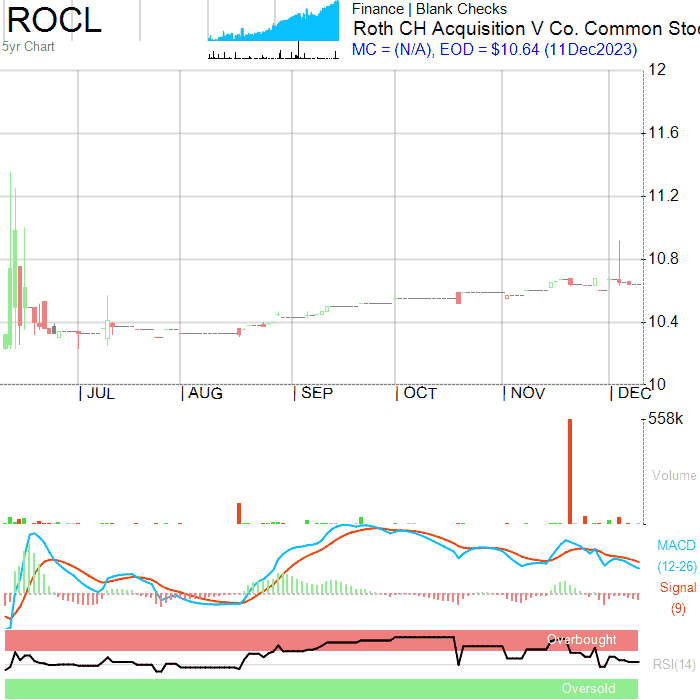 ROCL
5yr Chart
Finance | Blank Checks
Roth CH Acquisition V Co. Common Stoc
MC = (N/A), EOD = $10.64 (11Dec2023)
12
11.6
11.2
10.8
10.4
10
| JUL | AUG | SEP | OCT | NOV | DEC
558k
Volume
MACD
(12-26)
Signal
(9)
Overbought
RSI(14)
Oversold